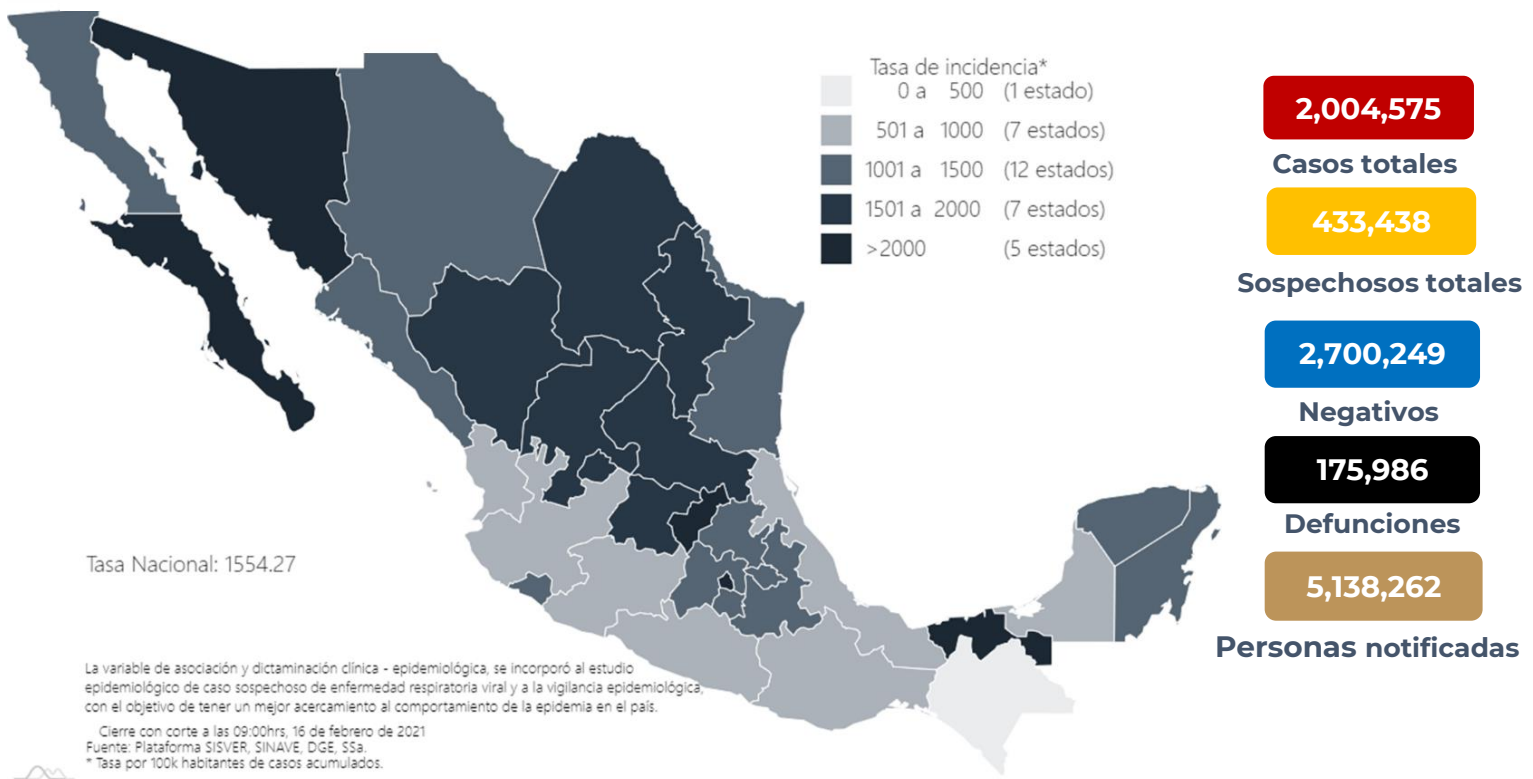 Tasa de incidencia*
0 a 500 (1 estado)
501 a 1000 (7 estados)
1001 a 1500 (12 estados)
1501 a 2000 (7 estados)
>2000 (5 estados)
2,004,575
Casos totales
433,438
Sospechosos totales
2,700,249
Negativos
175,986
Defunciones
5,138,262
Personas notificadas
Tasa Nacional: 1554.27
La variable de asociación y dictaminación clínica - epidemiológica, se incorporó al estudio
epidemiológico de caso sospechoso de enfermedad respiratoria viral y a la vigilancia epidemiológica,
con el objetivo de tener un mejor acercamiento al comportamiento de la epidemia en el país.
Cierre con corte a las 09:00hrs, 16 de febrero de 2021
Fuente: Plataforma SISVER, SINAVE, DGE, SSa.
* Tasa por 100k habitantes de casos acumulados.